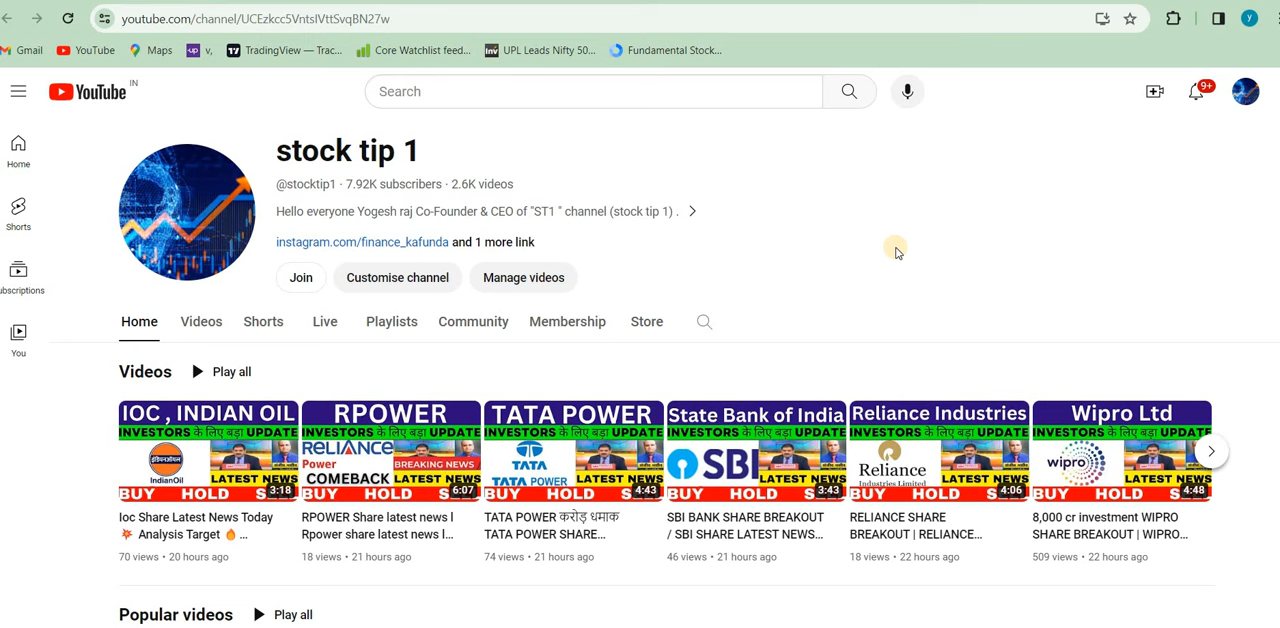 youtube.com/channel/UCEzkcc5VntsIVttSvqBN27w
Gmail YouTube Maps up v, TradingView — Trac... Core Watchlist feed... Inv UPL Leads Nifty 50... Fundamental Stock...
YouTube IN
Search
9+
Home
Shorts
ubscriptions
You
stock tip 1
@stocktip1 · 7.92K subscribers · 2.6K videos
Hello everyone Yogesh raj Co-Founder & CEO of "ST1 " channel (stock tip 1) .
instagram.com/finance_kafunda and 1 more link
Join Customise channel Manage videos
Home Videos Shorts Live Playlists Community Membership Store
Videos Play all
IOC , INDIAN OIL
INVESTORS के लिए बड़ा UPDATE
इंडियनऑयल
IndianOil
LATEST NEWS
BUY HOLD S
3:18
Ioc Share Latest News Today
💥 Analysis Target 🔥 ...
70 views • 20 hours ago
RPOWER
INVESTORS के लिए बड़ा UPDATE
RELIANCE
Power
BREAKING NEWS
COMEBACK
LATEST NEWS
BUY HOLD
6:07
RPOWER Share latest news l
Rpower share latest news l...
18 views • 21 hours ago
TATA POWER
INVESTORS के लिए बड़ा UPDATE
TATA
TATA POWER
LATEST NEWS
BUY HOLD S
4:43
TATA POWER करोड़ धमाक
TATA POWER SHARE...
74 views • 21 hours ago
State Bank of India
INVESTORS के लिए बड़ा UPDATE
SBI
LATEST NEWS
BUY HOLD S
3:43
SBI BANK SHARE BREAKOUT
/ SBI SHARE LATEST NEWS...
46 views • 21 hours ago
Reliance Industries
INVESTORS के लिए बड़ा UPDATE
Reliance
Industries Limited
LATEST NEWS
BUY HOLD S
4:06
RELIANCE SHARE
BREAKOUT | RELIANCE...
18 views • 22 hours ago
Wipro Ltd
INVESTORS के लिए बड़ा UPDATE
wipro
LATEST NEWS
BUY HOLD S
4:48
8,000 cr investment WIPRO
SHARE BREAKOUT | WIPRO...
509 views • 22 hours ago
Popular videos Play all